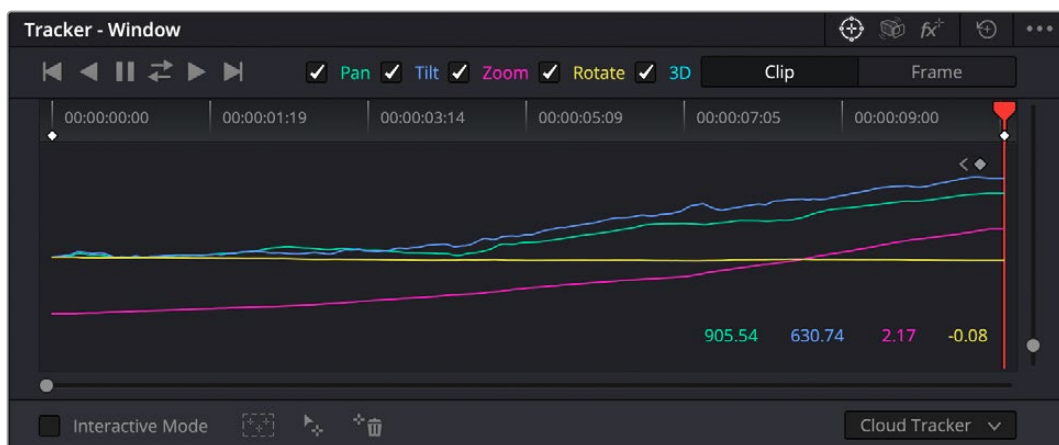 Tracker - Window
Pan Tilt Zoom Rotate 3D Clip Frame
00:00:00:00 00:00:01:19 00:00:03:14 00:00:05:09 00:00:07:05 00:00:09:00
905.54 630.74 2.17 -0.08
Interactive Mode Cloud Tracker